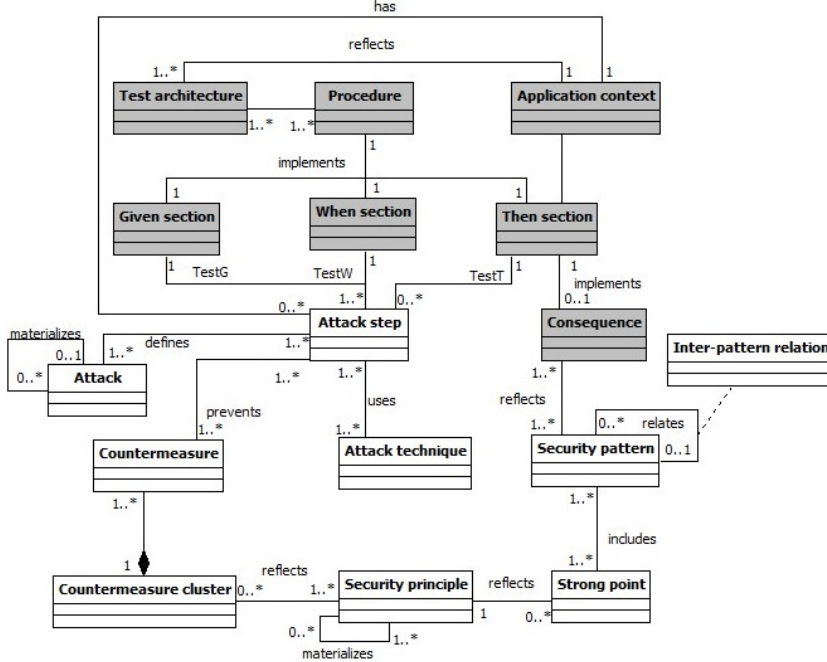 has
reflects
1..* 1 1
Test architecture Procedure Application context
1..* 1..*
1
implements
1 1 1
Given section When section Then section
1 1 1 1
TestG TestW TestT implements
0..* 1..* 0..* 0..1
Attack step Consequence
materializes
0..1 1..* defines 1..*
Inter-pattern relation
0..* Attack
1..* 1..* 1..*
uses reflects
prevents
1..* 1..* 1..* 0..* relates
Countermeasure Attack technique Security pattern 0..1
1..* 1..*
includes
1 1..*
reflects reflects
Countermeasure cluster 0..* 1..* Security principle 1 0..* Strong point
0..* 1..*
materializes